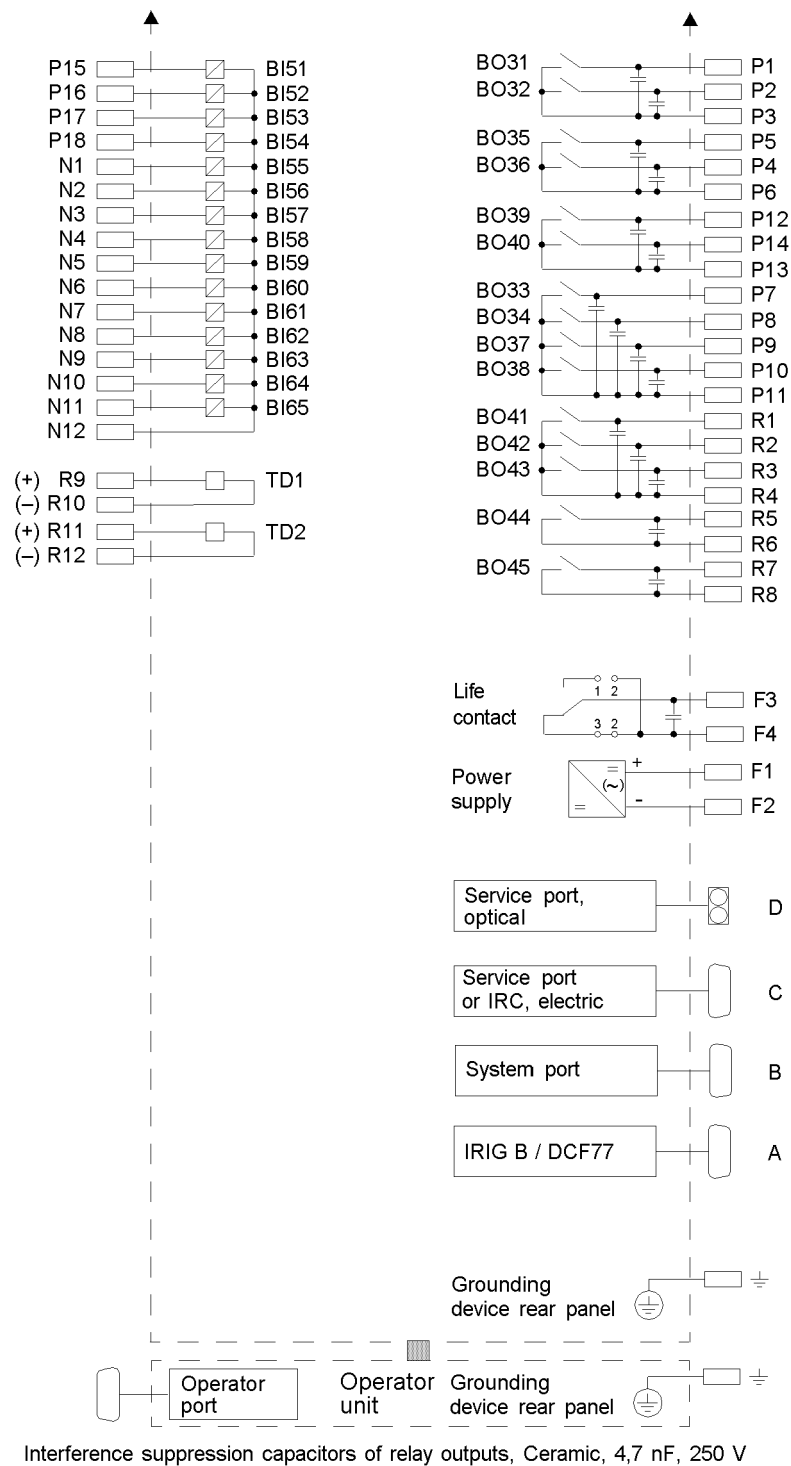 P15 BI51
P16 BI52
P17 BI53
P18 BI54
N1 BI55
N2 BI56
N3 BI57
N4 BI58
N5 BI59
N6 BI60
N7 BI61
N8 BI62
N9 BI63
N10 BI64
N11 BI65
N12
(+) R9 TD1
(–) R10
(+) R11 TD2
(–) R12
BO31 P1
BO32 P2
P3
BO35 P5
BO36 P4
P6
BO39 P12
BO40 P14
P13
BO33 P7
BO34 P8
BO37 P9
BO38 P10
P11
BO41 R1
BO42 R2
BO43 R3
R4
BO44 R5
R6
BO45 R7
R8
Life
contact
1 2
3 2
F3
F4
Power
supply
=
(~)
=
+
-
F1
F2
Service port,
optical
D
Service port
or IRC, electric
C
System port
B
IRIG B / DCF77
A
Grounding
device rear panel
Operator
port
Operator
unit
Grounding
device rear panel
Interference suppression capacitors of relay outputs, Ceramic, 4,7 nF, 250 V